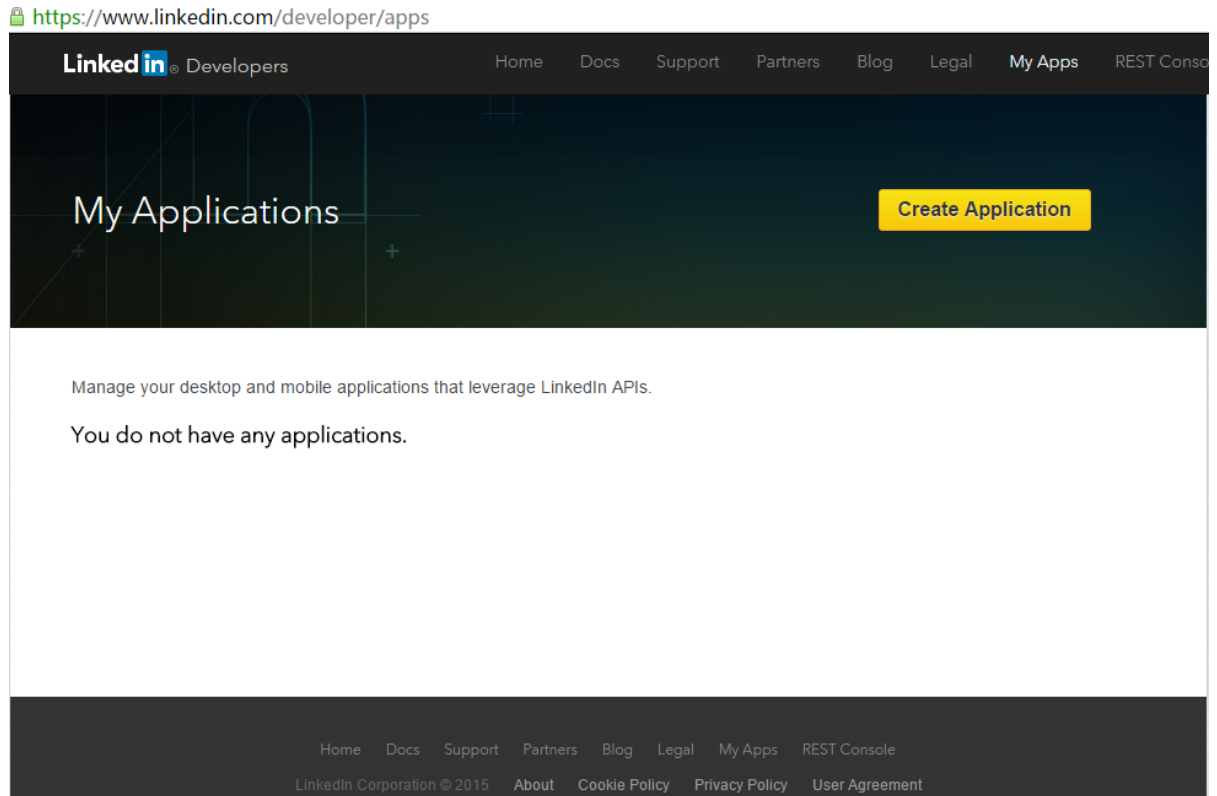 https://www.linkedin.com/developer/apps
Linked in ® Developers Home Docs Support Partners Blog Legal My Apps REST Conso
My Applications Create Application
Manage your desktop and mobile applications that leverage LinkedIn APIs.
You do not have any applications.
Home Docs Support Partners Blog Legal My Apps REST Console
LinkedIn Corporation © 2015 About Cookie Policy Privacy Policy User Agreement